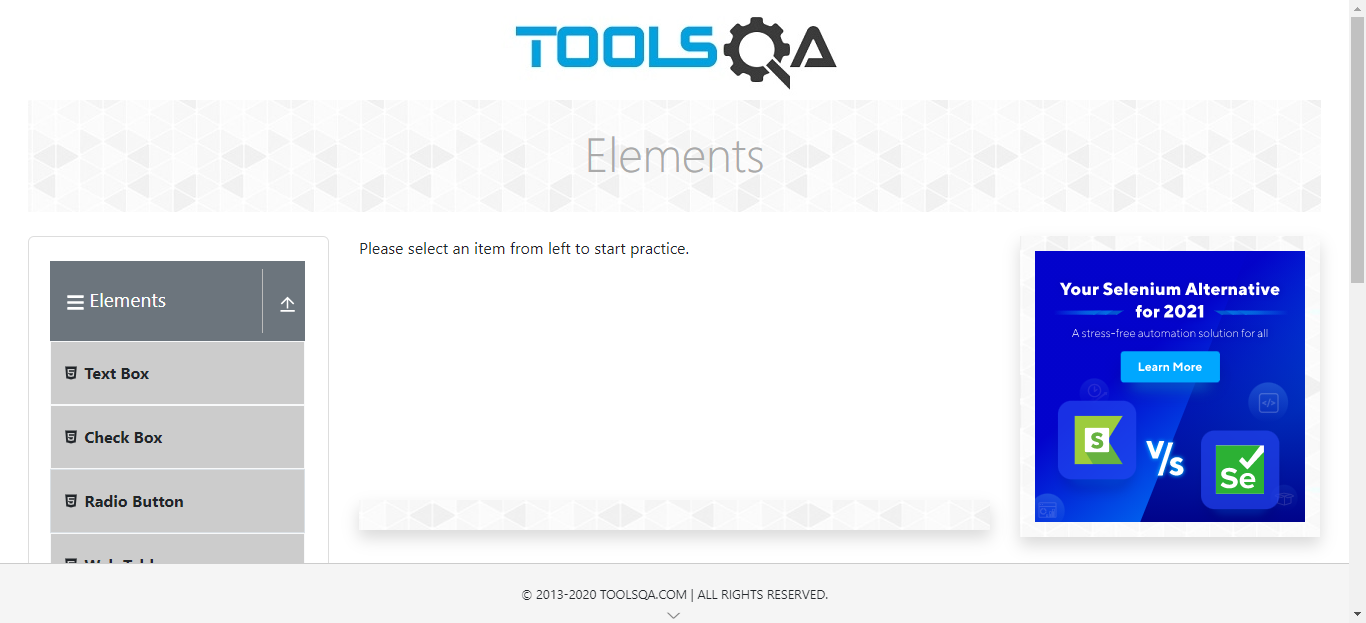 TOOLSQA
Elements
Elements
Text Box
Check Box
Radio Button
Please select an item from left to start practice.
Your Selenium Alternative
for 2021
A stress-free automation solution for all
Learn More
S
V/s
Se
</>
© 2013-2020 TOOLSQA.COM | ALL RIGHTS RESERVED.